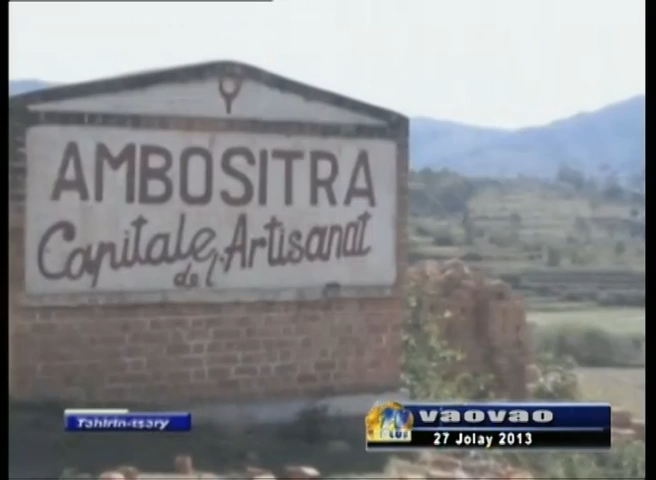 AMBOSITRA
Capitale de l'Artisanat
Tahirin-tsary
vaovao
27 Jolay 2013